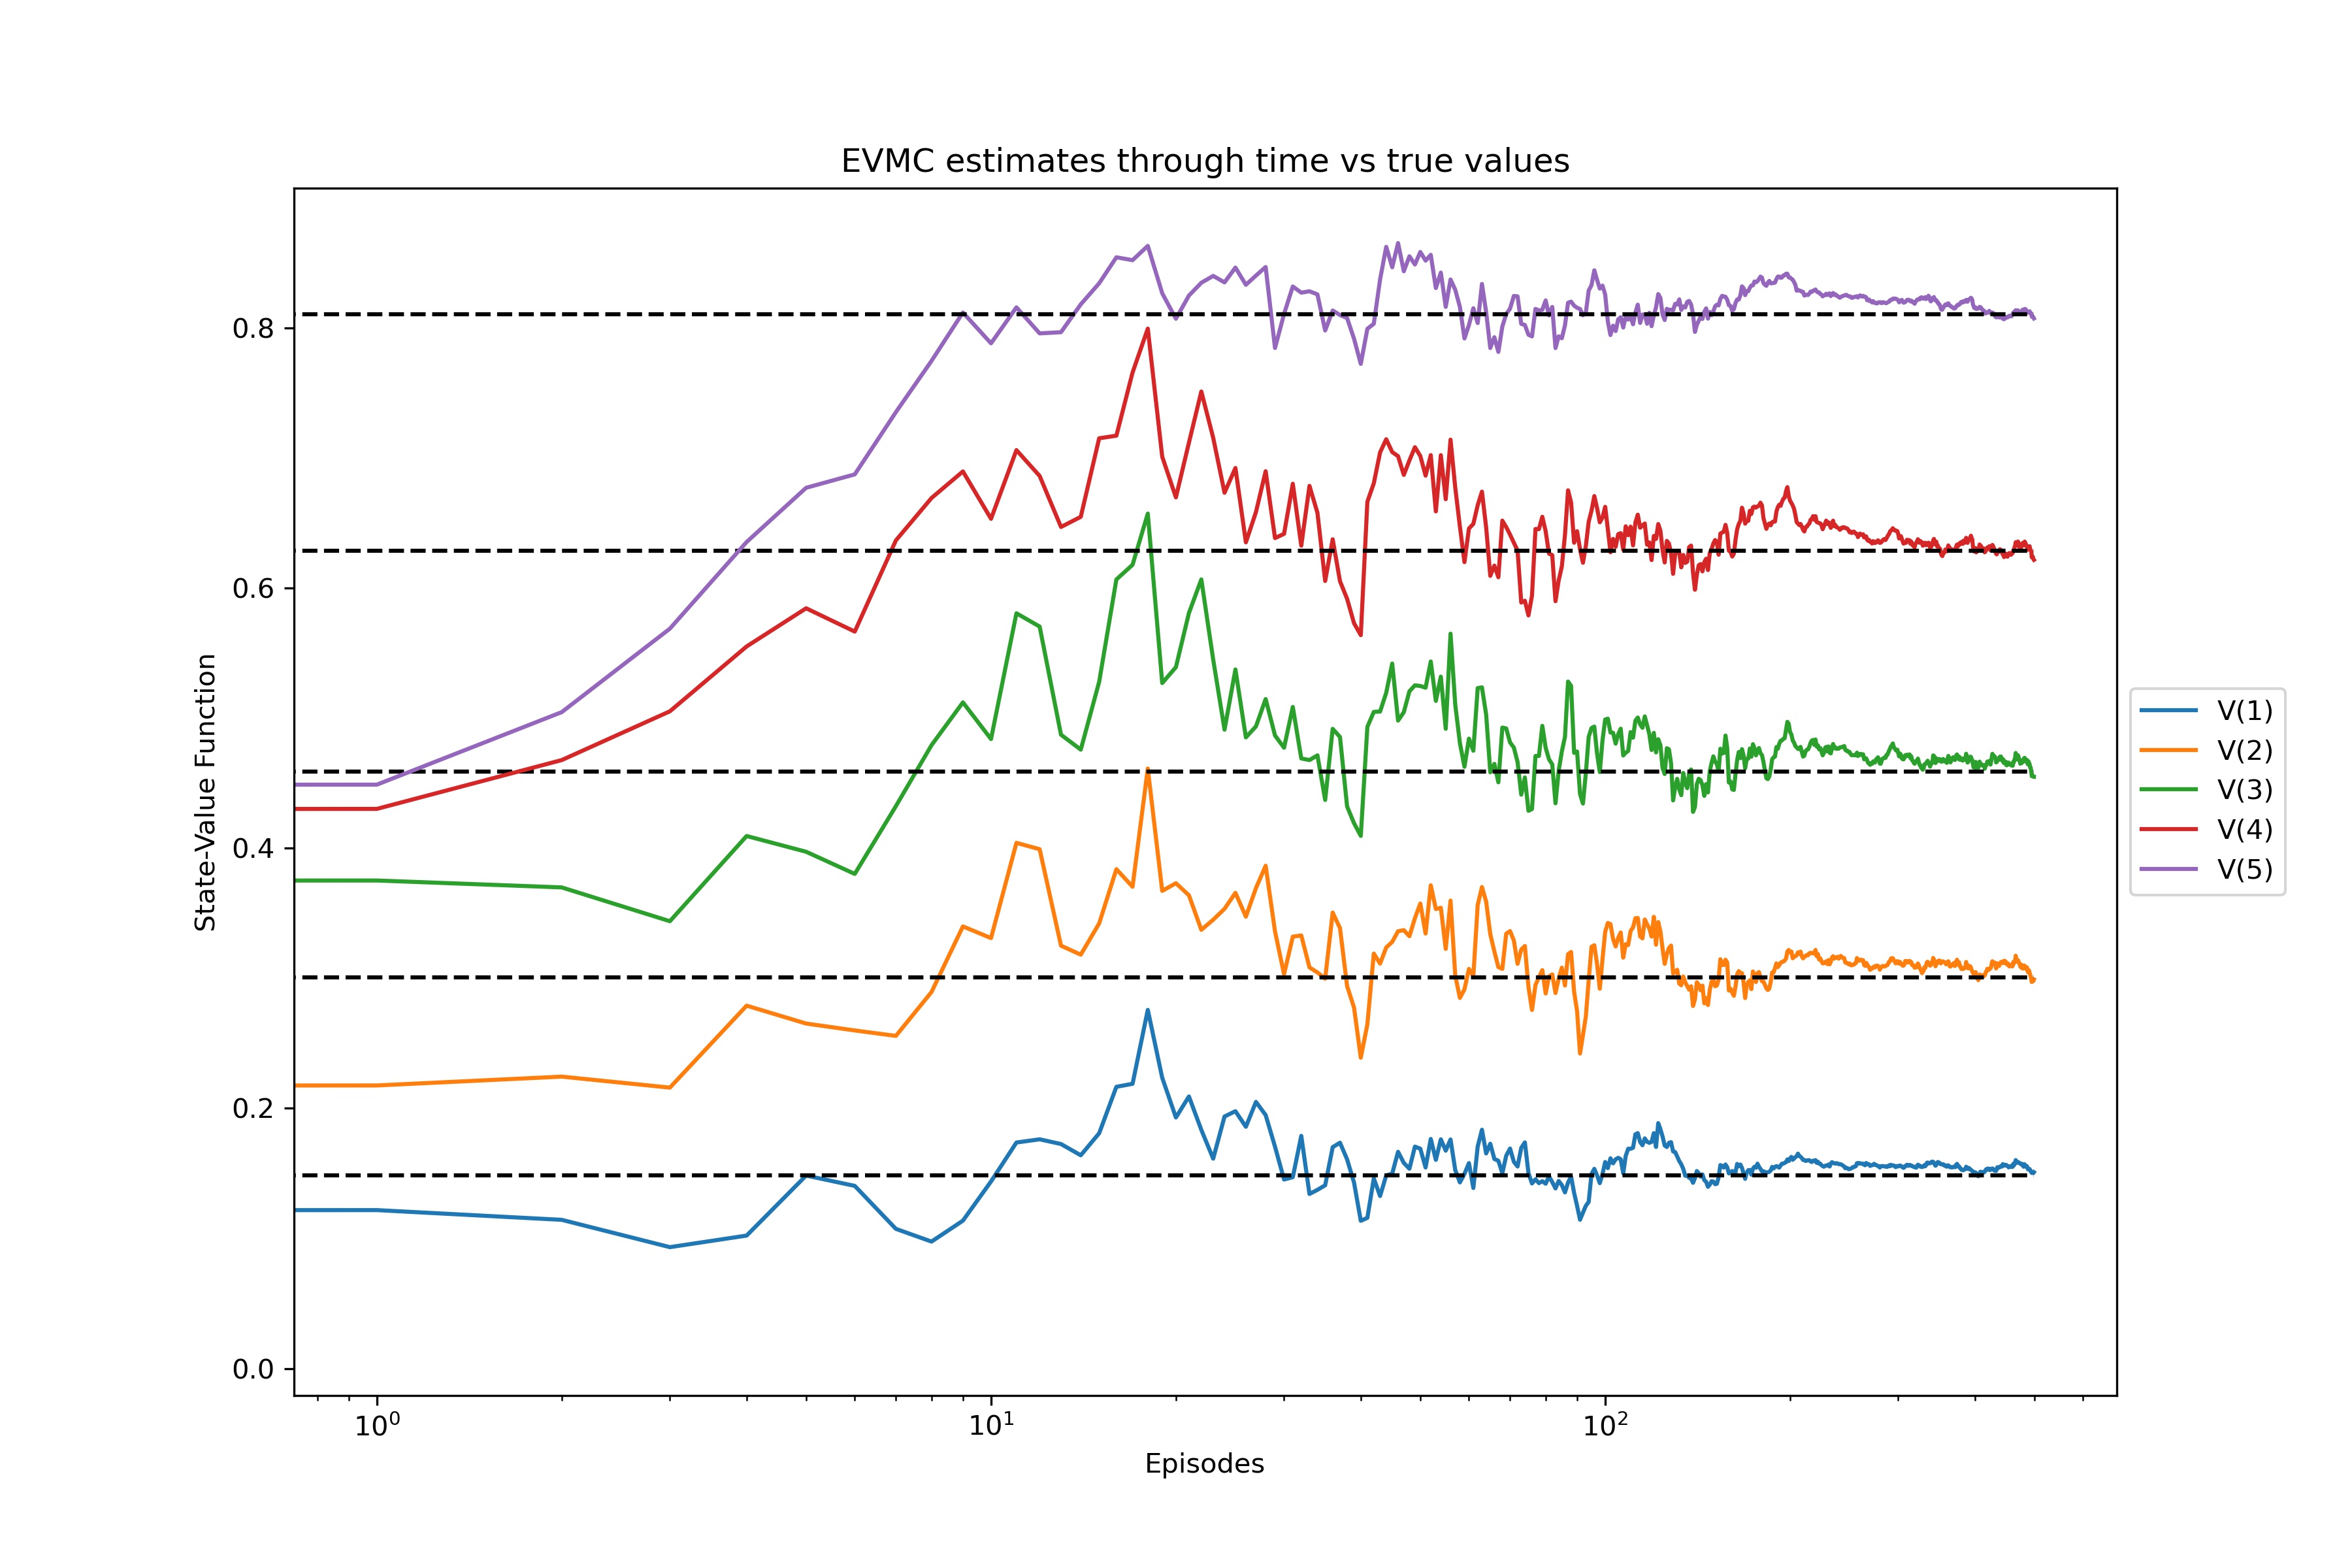 EVMC estimates through time vs true values
State-Value Function
0.8
0.6
0.4
0.2
0.0
10⁰
10¹
10²
Episodes
V(1)
V(2)
V(3)
V(4)
V(5)